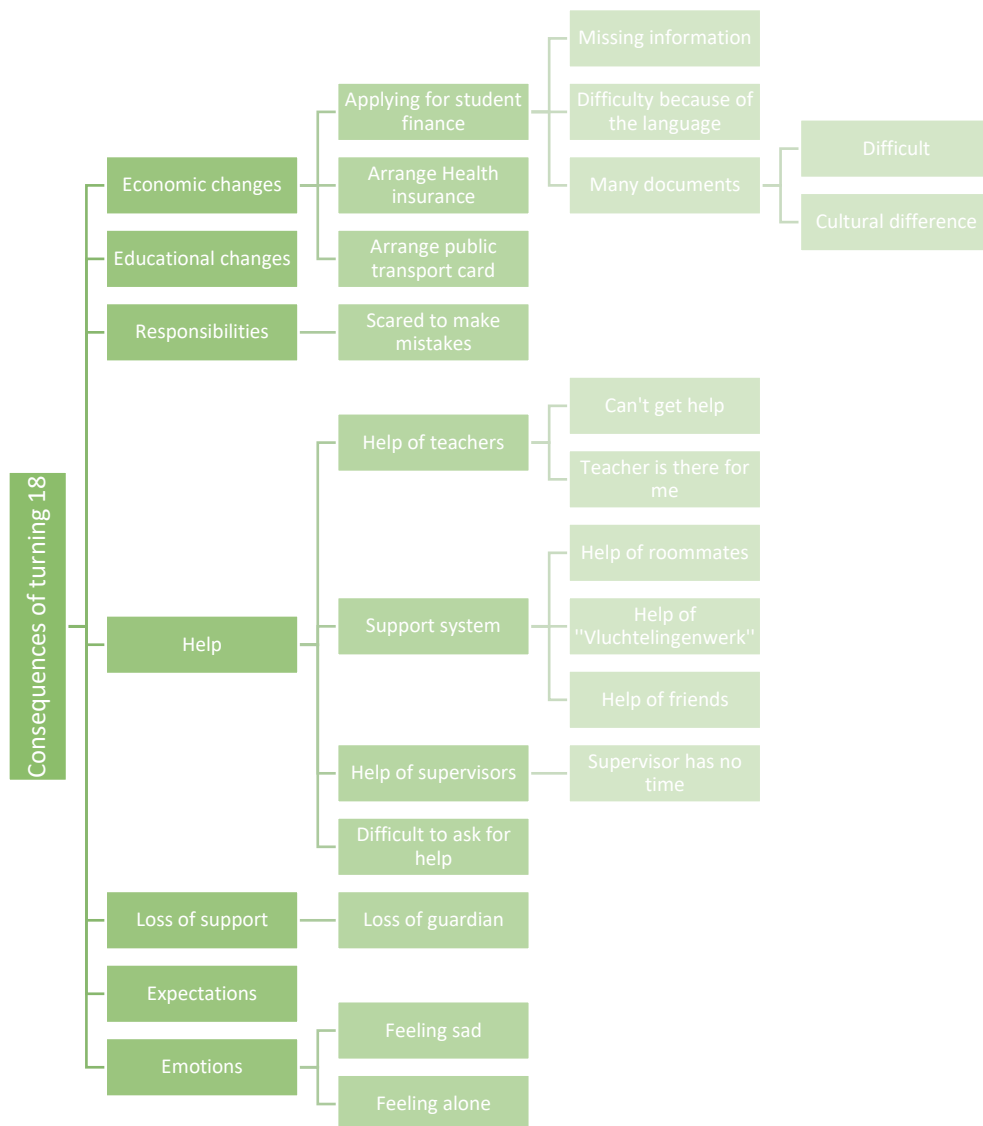 Missing information
Applying for student
finance
Difficulty because of
the language
Difficult
Economic changes
Arrange Health
insurance
Many documents
Cultural difference
Educational changes
Arrange public
transport card
Responsibilities
Scared to make
mistakes
Can't get help
Help of teachers
Teacher is there for
me
Consequences of turning 18
Help of roommates
Help
Support system
Help of
"Vluchtelingenwerk"
Help of friends
Help of supervisors
Supervisor has no
time
Difficult to ask for
help
Loss of support
Loss of guardian
Expectations
Feeling sad
Emotions
Feeling alone